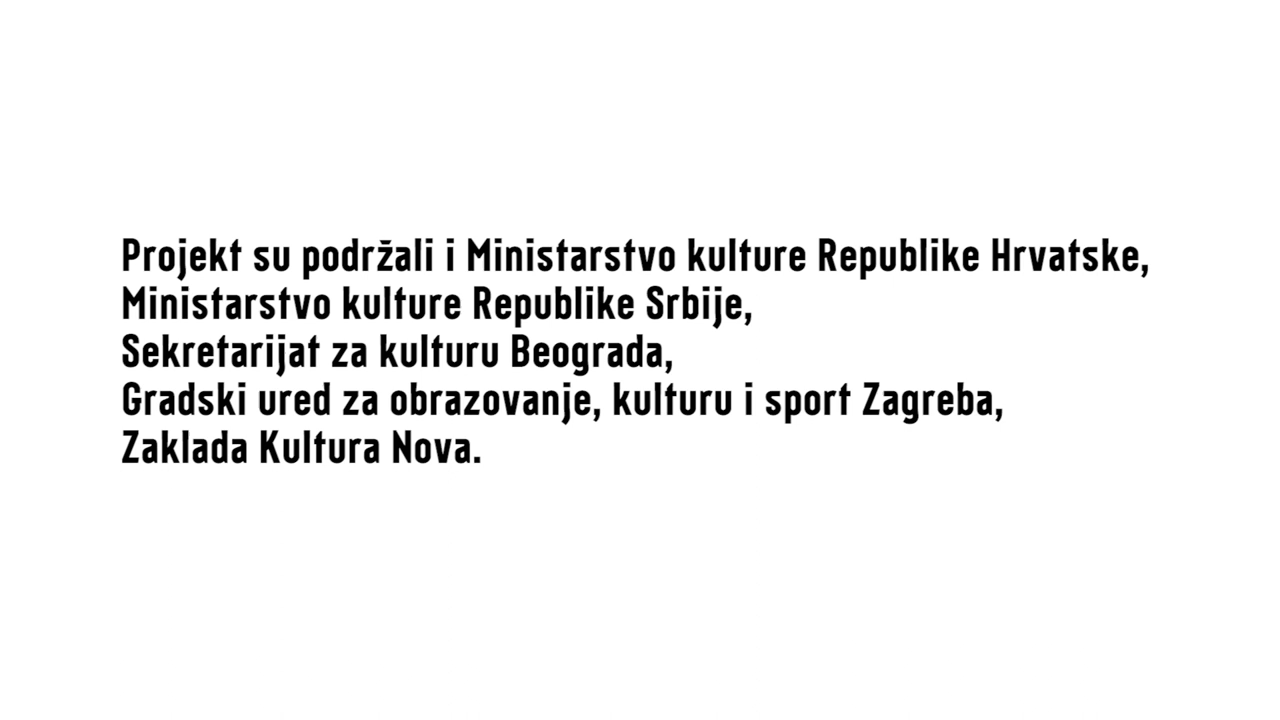 Projekt su podržali i Ministarstvo kulture Republike Hrvatske,
Ministarstvo kulture Republike Srbije,
Sekretarijat za kulturu Beograda,
Gradski ured za obrazovanje, kulturu i sport Zagreba,
Zaklada Kultura Nova.